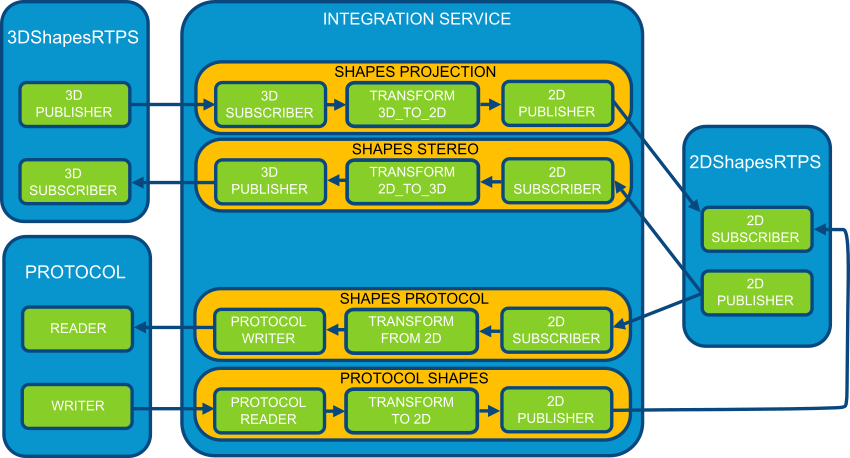 3DShapesRTPS
3D
PUBLISHER
3D
SUBSCRIBER
PROTOCOL
READER
WRITER
INTEGRATION SERVICE
SHAPES PROJECTION
3D
SUBSCRIBER
TRANSFORM
3D_TO_2D
2D
PUBLISHER
SHAPES STEREO
3D
PUBLISHER
TRANSFORM
2D_TO_3D
2D
SUBSCRIBER
SHAPES PROTOCOL
PROTOCOL
WRITER
TRANSFORM
FROM 2D
2D
SUBSCRIBER
PROTOCOL SHAPES
PROTOCOL
READER
TRANSFORM
TO 2D
2D
PUBLISHER
2DShapesRTPS
2D
SUBSCRIBER
2D
PUBLISHER